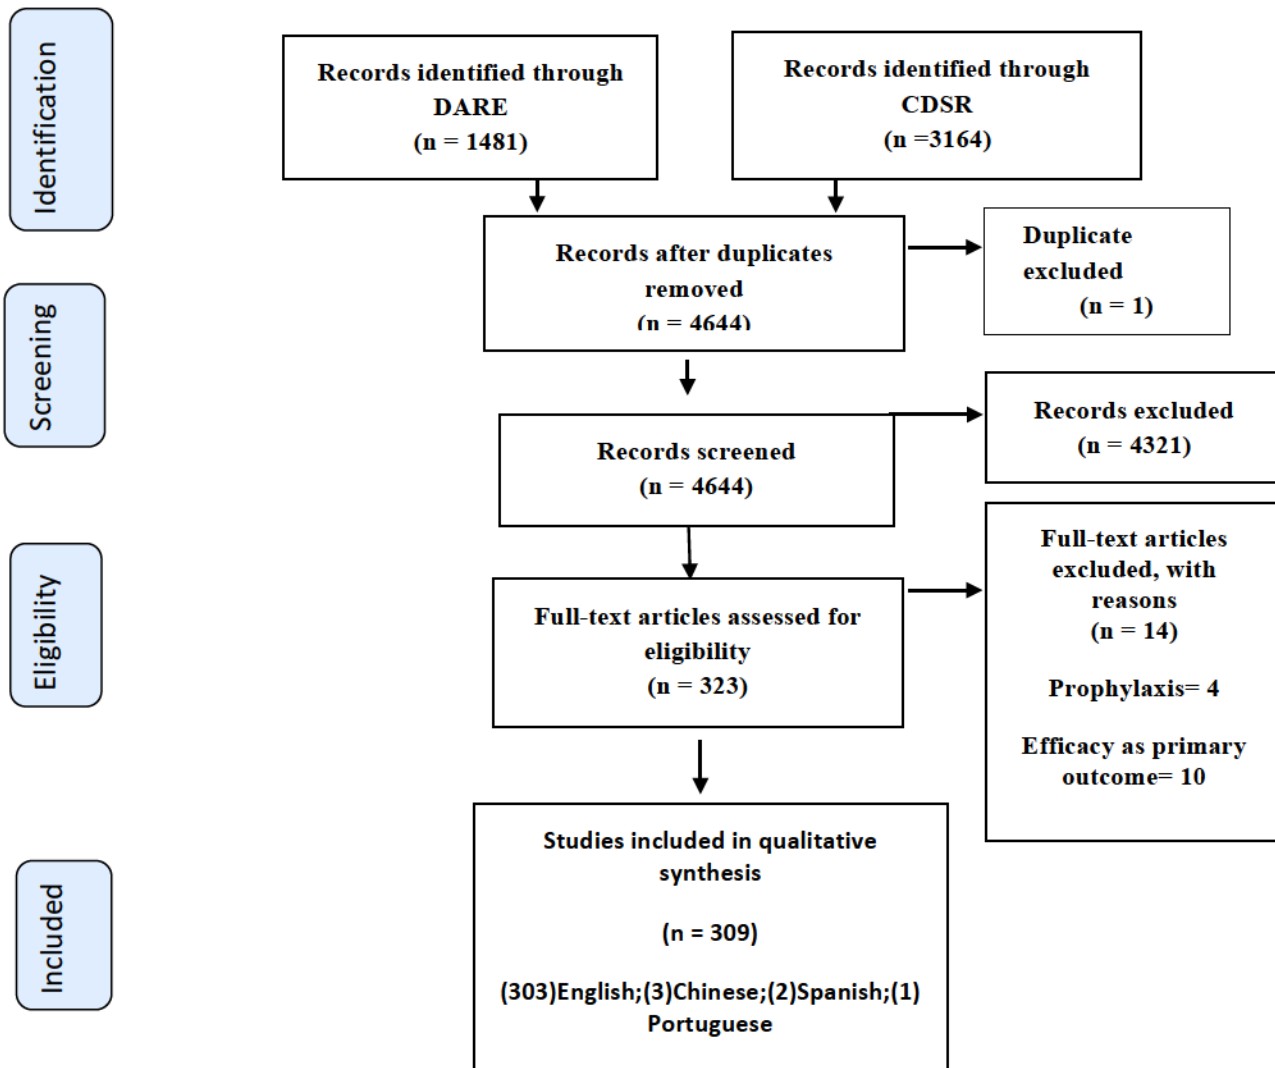 Identification
Records identified through
DARE
(n = 1481)
Records identified through
CDSR
(n =3164)
Records after duplicates
removed
(n = 4644)
Duplicate
excluded
(n = 1)
Screening
Records screened
(n = 4644)
Records excluded
(n = 4321)
Eligibility
Full-text articles assessed for
eligibility
(n = 323)
Full-text articles
excluded, with
reasons
(n = 14)
Prophylaxis= 4
Efficacy as primary
outcome= 10
Included
Studies included in qualitative
synthesis
(n = 309)
(303)English;(3)Chinese;(2)Spanish;(1)
Portuguese